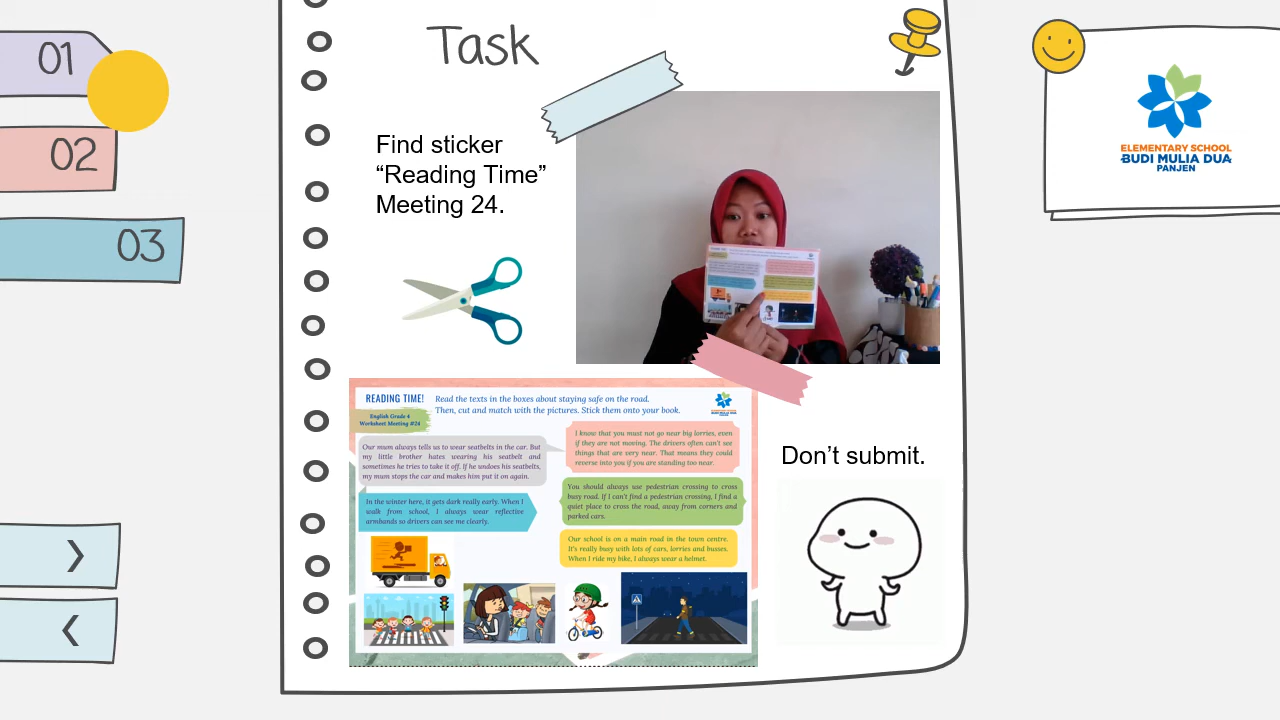 01
02
03
Task
Find sticker
“Reading Time”
Meeting 24.
ELEMENTARY SCHOOL
BUDI MULIA DUA
PANJEN
READING TIME!
Read the texts in the boxes about staying safe on the road.
Then, cut and match with the pictures. Stick them onto your book.
English Grade 4
Worksheet Meeting #24
Our mum always tells us to wear seatbelts in the car. But
my little brother hates wearing his seatbelt and
sometimes he tries to take it off. If he undoes his seatbelts,
my mum stops the car and makes him put it on again.
In the winter here, it gets dark really early. When I
walk from school, I always wear reflective
armbands so drivers can see me clearly.
I know that you must not go near big lorries, even
if they are not moving. The drivers often can't see
things that are very near. That means they could
reverse into you if you are standing too near.
You should always use pedestrian crossing to cross
busy road. If I can't find a pedestrian crossing, I find a
quiet place to cross the road, away from corners and
parked cars.
Our school is on a main road in the town centre.
It's really busy with lots of cars, lorries and busses.
When I ride my bike, I always wear a helmet.
Don’t submit.